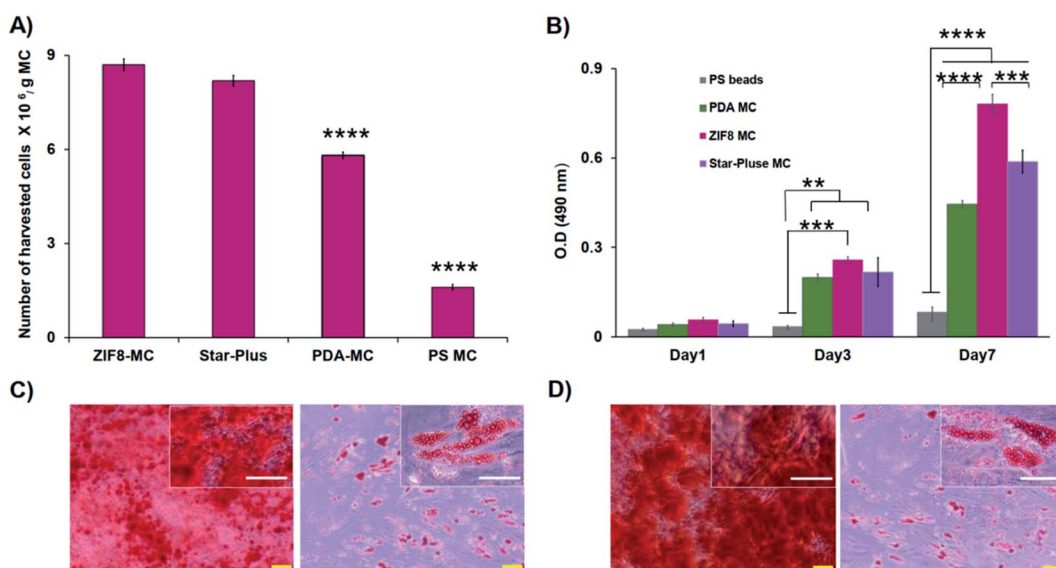 A)
Number of harvested cells X 10⁶/ g MC
9
6
3
0
****
****
ZIF8-MC Star-Plus PDA-MC PS MC
B)
O.D (490 nm)
0.9
0.6
0.3
0
PS beads
PDA MC
ZIF8 MC
Star-Pluse MC
**
***
****
**** ***
Day1 Day3 Day7
C)
D)